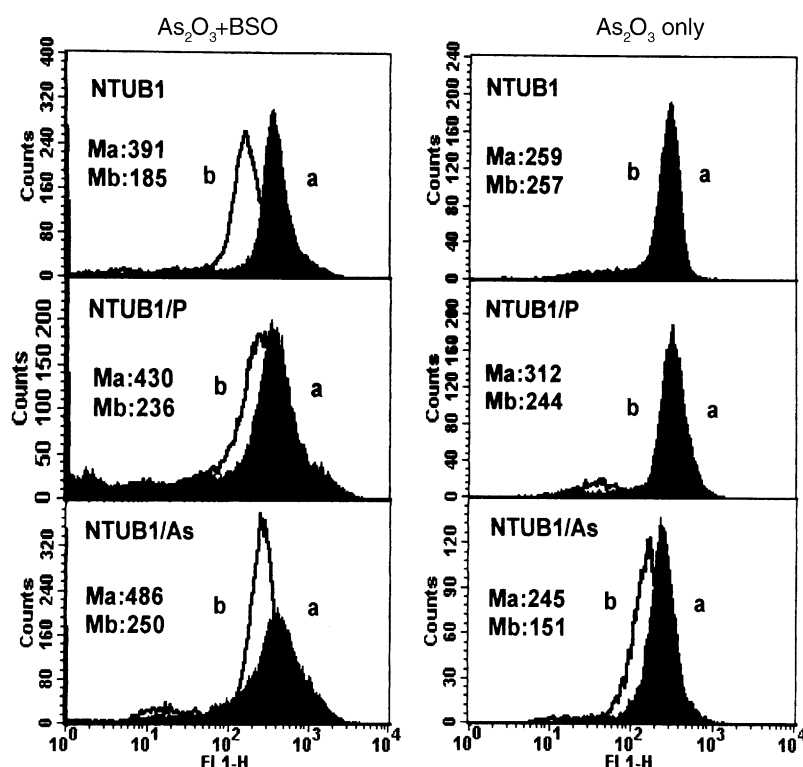 As2O3+BSO
400
320
240
160
80
0
Counts
NTUB1
Ma:391
Mb:185
b
a
200
150
100
50
0
Counts
NTUB1/P
Ma:430
Mb:236
b
a
320
240
160
80
0
Counts
NTUB1/As
Ma:486
Mb:250
b
a
10^0 10^1 10^2 10^3 10^4
FL1-H
As2O3 only
240
200
160
120
80
40
0
Counts
NTUB1
Ma:259
Mb:257
b
a
200
160
120
80
40
0
Counts
NTUB1/P
Ma:312
Mb:244
b
a
120
90
60
30
0
Counts
NTUB1/As
Ma:245
Mb:151
b
a
10^0 10^1 10^2 10^3 10^4
FL1-H